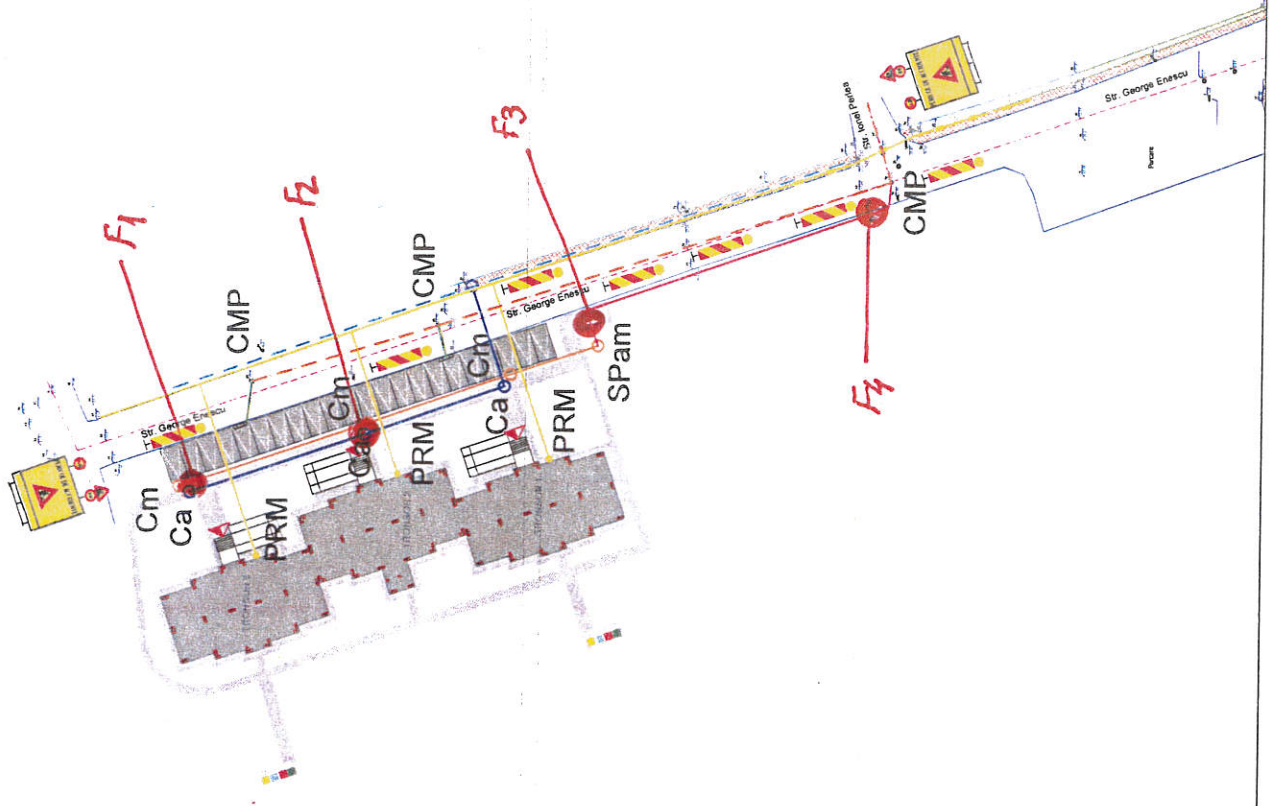 F1
F2
F3
F4
CMP
CMP
CMP
Cm
Ca
Cm
Ca
Cm
Ca
PRM
PRM
PRM
SPam
Str. George Enescu
Str. George Enescu
Str. George Enescu
Str. Ionel Perlea
Parcare